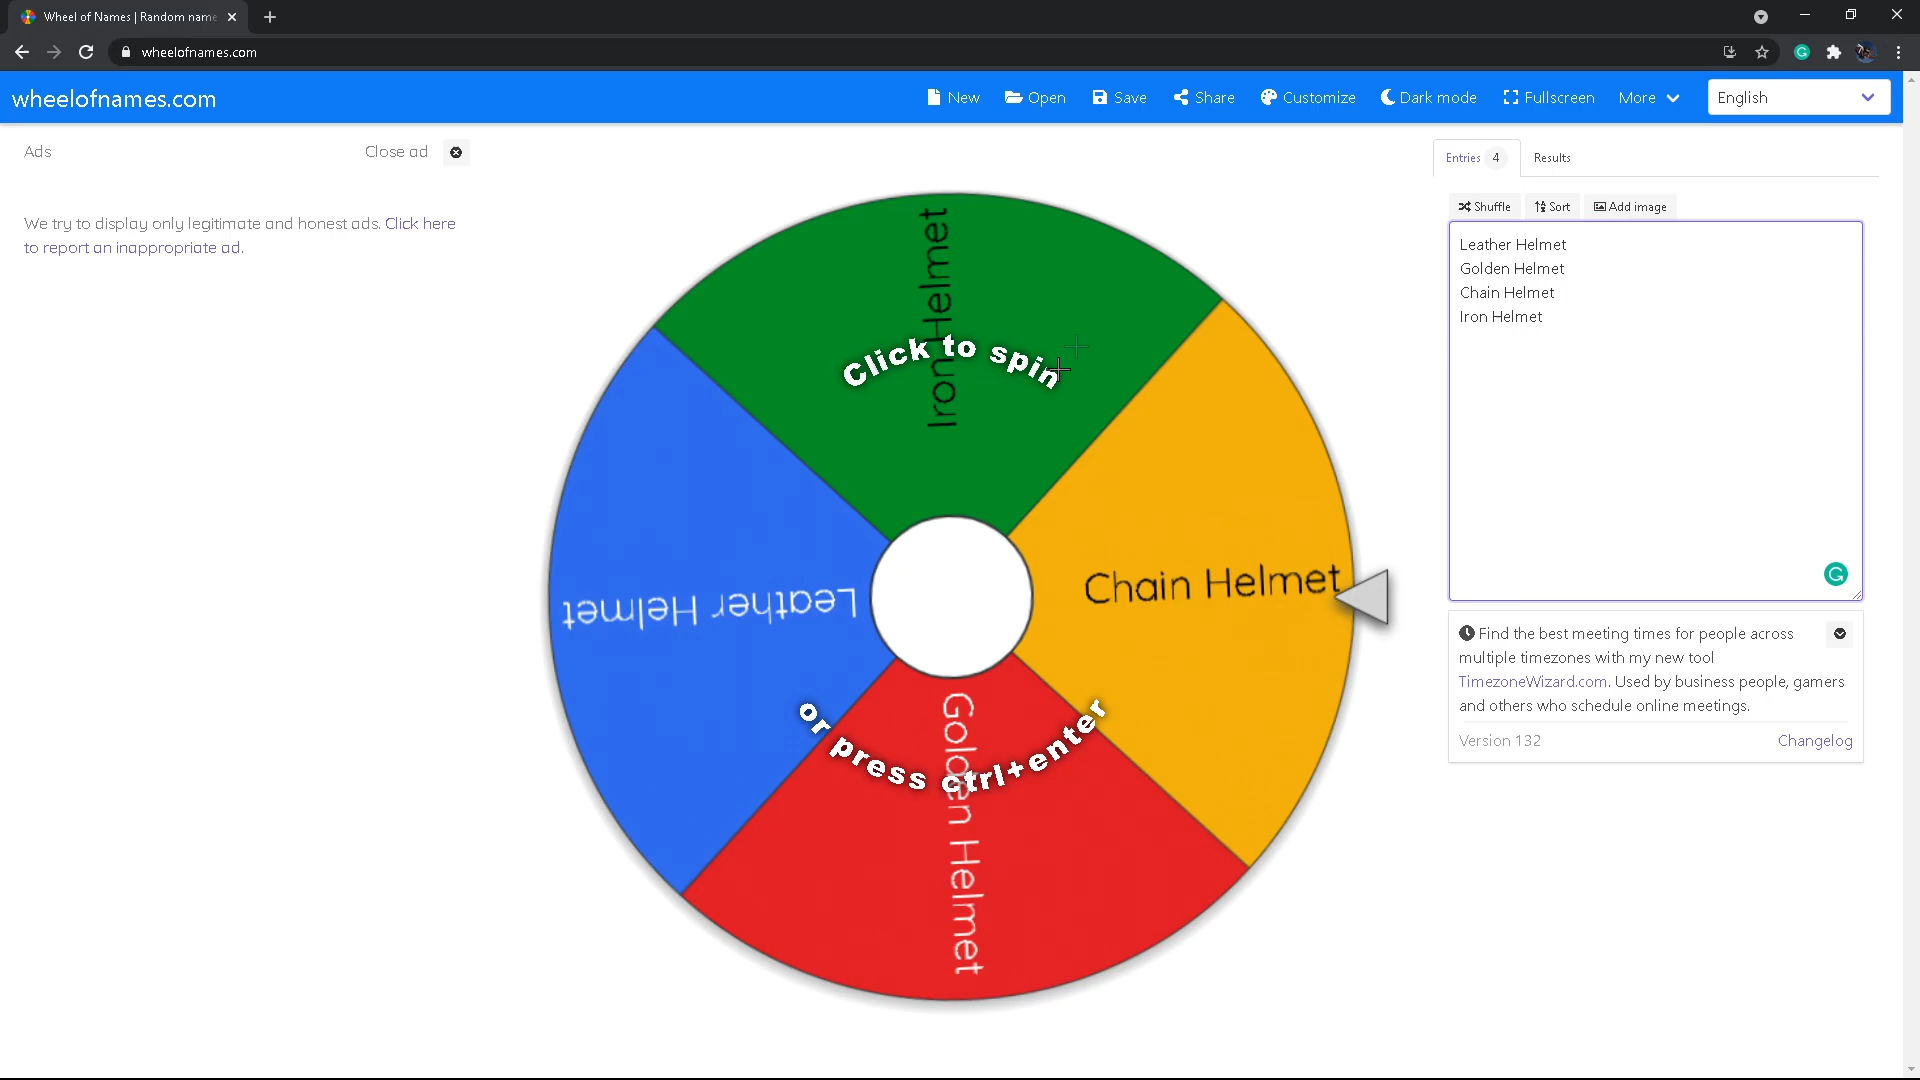 Wheel of Names | Random name
wheelofnames.com
wheelofnames.com
New
Open
Save
Share
Customize
Dark mode
Fullscreen
More
English
Ads
Close ad
We try to display only legitimate and honest ads. Click here
to report an inappropriate ad.
Iron Helmet
Click to spin
Chain Helmet
Leather Helmet
Golden Helmet
or press ctrl+enter
Entries 4
Results
Shuffle
Sort
Add image
Leather Helmet
Golden Helmet
Chain Helmet
Iron Helmet
Find the best meeting times for people across
multiple timezones with my new tool
TimezoneWizard.com. Used by business people, gamers
and others who schedule online meetings.
Version 132
Changelog